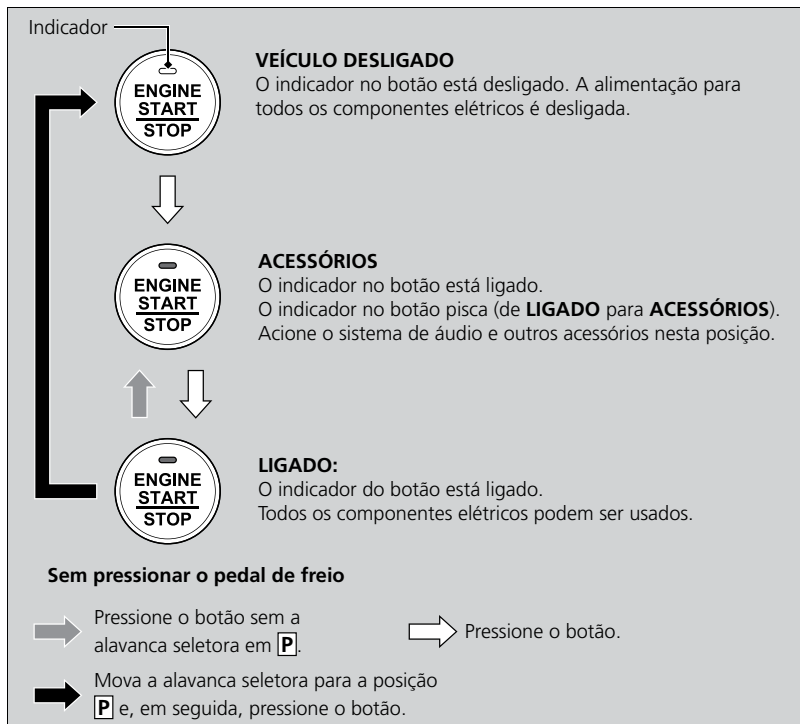 Indicador
ENGINE
START
STOP
VEÍCULO DESLIGADO
O indicador no botão está desligado. A alimentação para
todos os componentes elétricos é desligada.
ENGINE
START
STOP
ACESSÓRIOS
O indicador no botão está ligado.
O indicador no botão pisca (de LIGADO para ACESSÓRIOS).
Acione o sistema de áudio e outros acessórios nesta posição.
ENGINE
START
STOP
LIGADO:
O indicador do botão está ligado.
Todos os componentes elétricos podem ser usados.
Sem pressionar o pedal de freio
Pressione o botão sem a
alavanca seletora em P.
Pressione o botão.
Mova a alavanca seletora para a posição
P e, em seguida, pressione o botão.